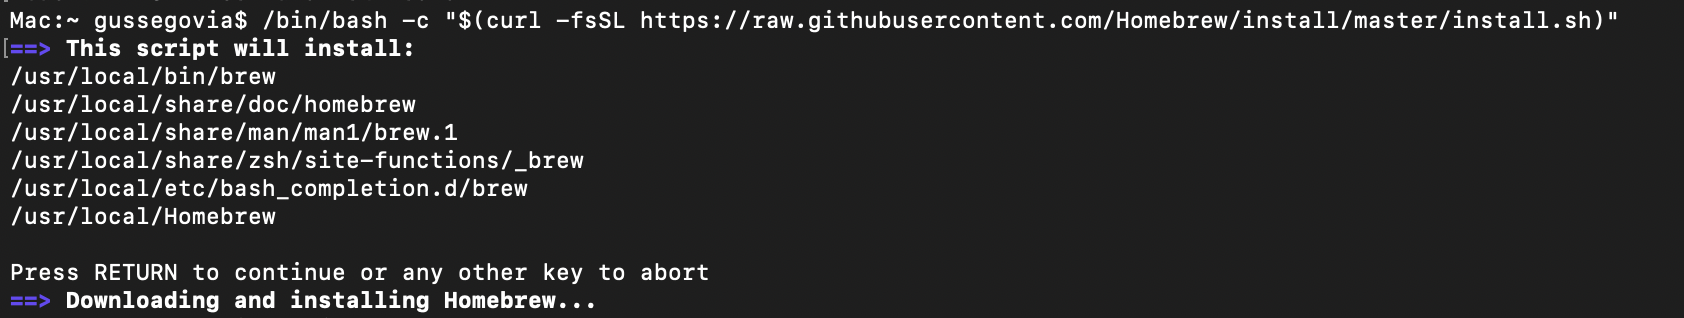 Mac:~ gussegovia$ /bin/bash -c "$(curl -fsSL https://raw.githubusercontent.com/Homebrew/install/master/install.sh)"
==> This script will install:
/usr/local/bin/brew
/usr/local/share/doc/homebrew
/usr/local/share/man/man1/brew.1
/usr/local/share/zsh/site-functions/_brew
/usr/local/etc/bash_completion.d/brew
/usr/local/Homebrew

Press RETURN to continue or any other key to abort
==> Downloading and installing Homebrew...